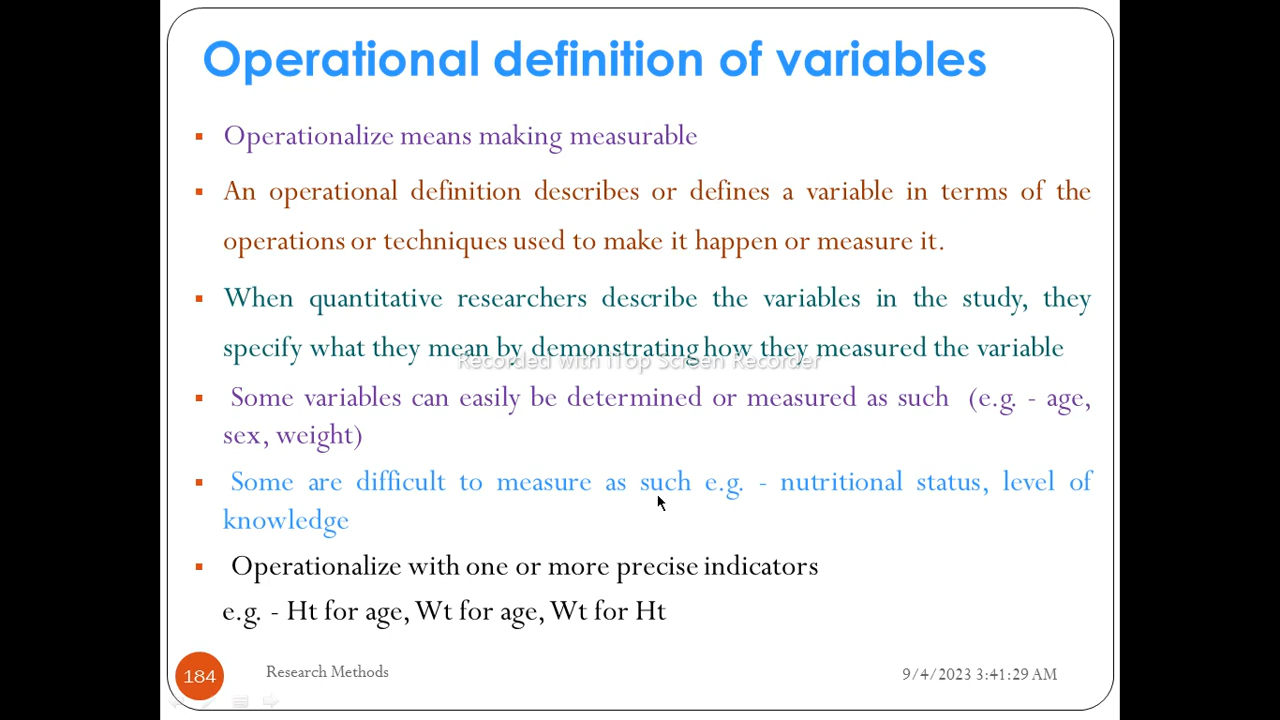 Operational definition of variables
Operationalize means making measurable
An operational definition describes or defines a variable in terms of the
operations or techniques used to make it happen or measure it.
When quantitative researchers describe the variables in the study, they
specify what they mean by demonstrating how they measured the variable
Recorded with iTop Screen Recorder
Some variables can easily be determined or measured as such (e.g. - age,
sex, weight)
Some are difficult to measure as such e.g. - nutritional status, level of
knowledge
Operationalize with one or more precise indicators
e.g. - Ht for age, Wt for age, Wt for Ht
184
Research Methods
9/4/2023 3:41:29 AM